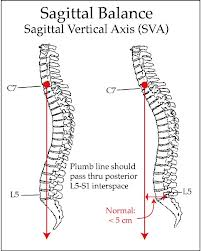 Sagittal Balance
Sagittal Vertical Axis (SVA)
C7
C7
Plumb line should
pass thru posterior
L5-S1 interspace
L5
L5
Normal:
< 5 cm